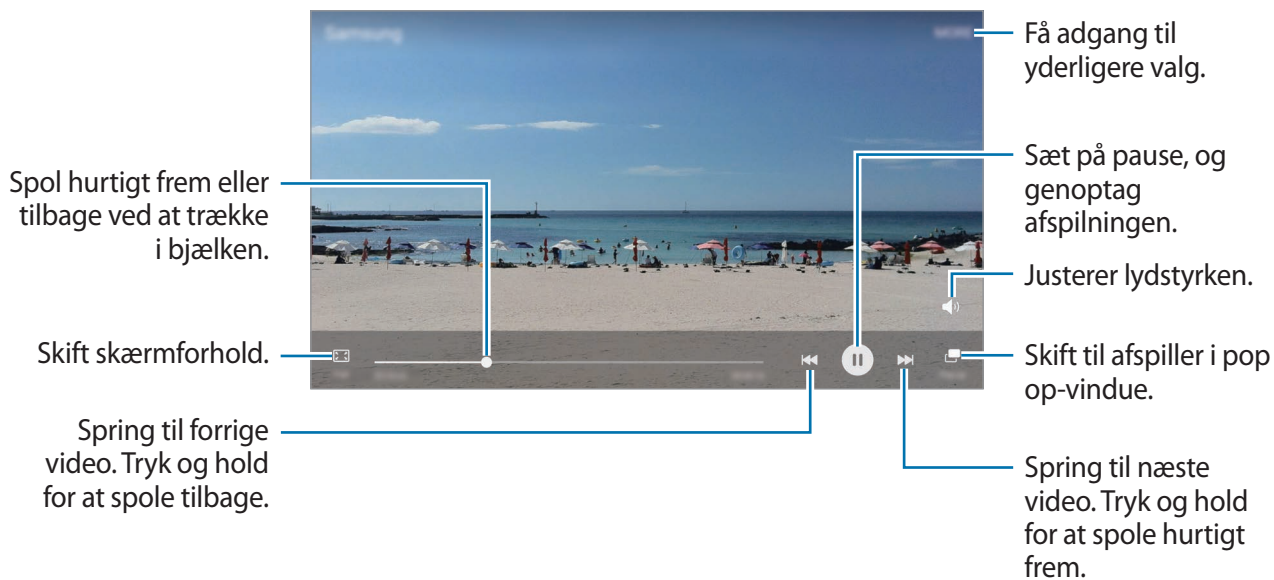 Samsung
MORE
Få adgang til
yderligere valg.
Spol hurtigt frem eller
tilbage ved at trække
i bjælken.
Sæt på pause, og
genoptag
afspilningen.
Justerer lydstyrken.
Skift skærmforhold.
Skift til afspiller i pop
op-vindue.
Spring til forrige
video. Tryk og hold
for at spole tilbage.
Spring til næste
video. Tryk og hold
for at spole hurtigt
frem.